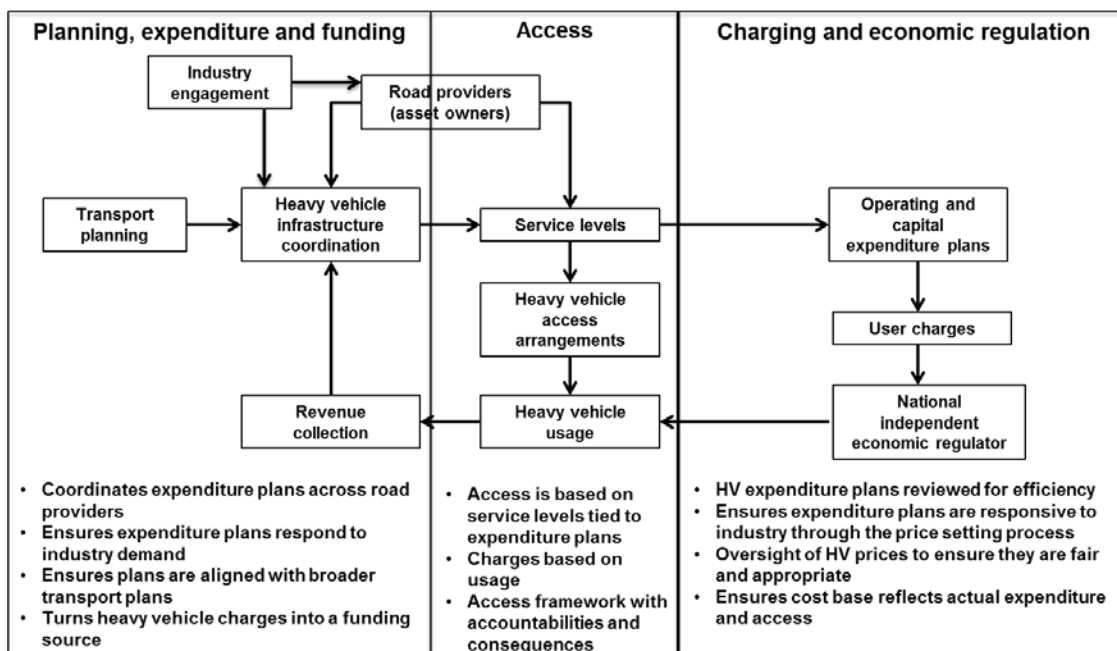 Planning, expenditure and funding
Access
Charging and economic regulation
Industry
engagement
Road providers
(asset owners)
Transport
planning
Heavy vehicle
infrastructure
coordination
Service levels
Operating and
capital
expenditure plans
Heavy vehicle
access
arrangements
User charges
Revenue
collection
Heavy vehicle
usage
National
independent
economic regulator
• Coordinates expenditure plans across road
providers
• Ensures expenditure plans respond to
industry demand
• Ensures plans are aligned with broader
transport plans
• Turns heavy vehicle charges into a funding
source
• Access is based on
service levels tied to
expenditure plans
• Charges based on
usage
• Access framework with
accountabilities and
consequences
• HV expenditure plans reviewed for efficiency
• Ensures expenditure plans are responsive to
industry through the price setting process
• Oversight of HV prices to ensure they are fair
and appropriate
• Ensures cost base reflects actual expenditure
and access